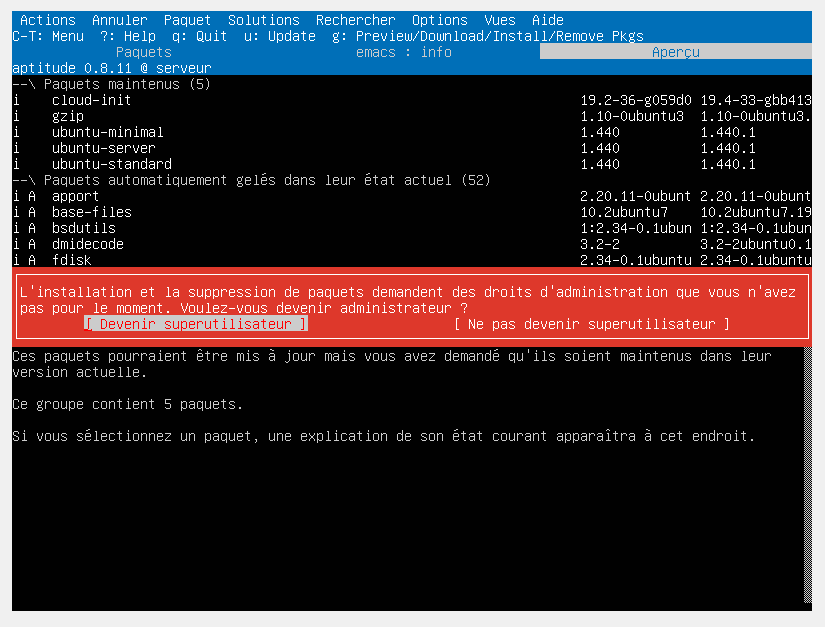 Actions Annuler Paquet Solutions Rechercher Options Vues Aide
C-T: Menu ?: Help q: Quit u: Update g: Preview/Download/Install/Remove Pkgs
Paquets emacs : info Aperçu
aptitude 0.8.11 @ serveur
--\ Paquets maintenus (5)
i cloud-init 19.2-36-g059d0 19.4-33-gbb413
i gzip 1.10-0ubuntu3 1.10-0ubuntu3.
i ubuntu-minimal 1.440 1.440.1
i ubuntu-server 1.440 1.440.1
i ubuntu-standard 1.440 1.440.1
--\ Paquets automatiquement gelés dans leur état actuel (52)
i A apport 2.20.11-0ubunt 2.20.11-0ubunt
i A base-files 10.2ubuntu7 10.2ubuntu7.19
i A bsdutils 1:2.34-0.1ubun 1:2.34-0.1ubun
i A dmidecode 3.2-2 3.2-2ubuntu0.1
i A fdisk 2.34-0.1ubuntu 2.34-0.1ubuntu
L'installation et la suppression de paquets demandent des droits d'administration que vous n'avez
pas pour le moment. Voulez-vous devenir administrateur ?
[ Devenir superutilisateur ] [ Ne pas devenir superutilisateur ]
Ces paquets pourraient être mis à jour mais vous avez demandé qu'ils soient maintenus dans leur
version actuelle.
Ce groupe contient 5 paquets.
Si vous sélectionnez un paquet, une explication de son état courant apparaîtra à cet endroit.